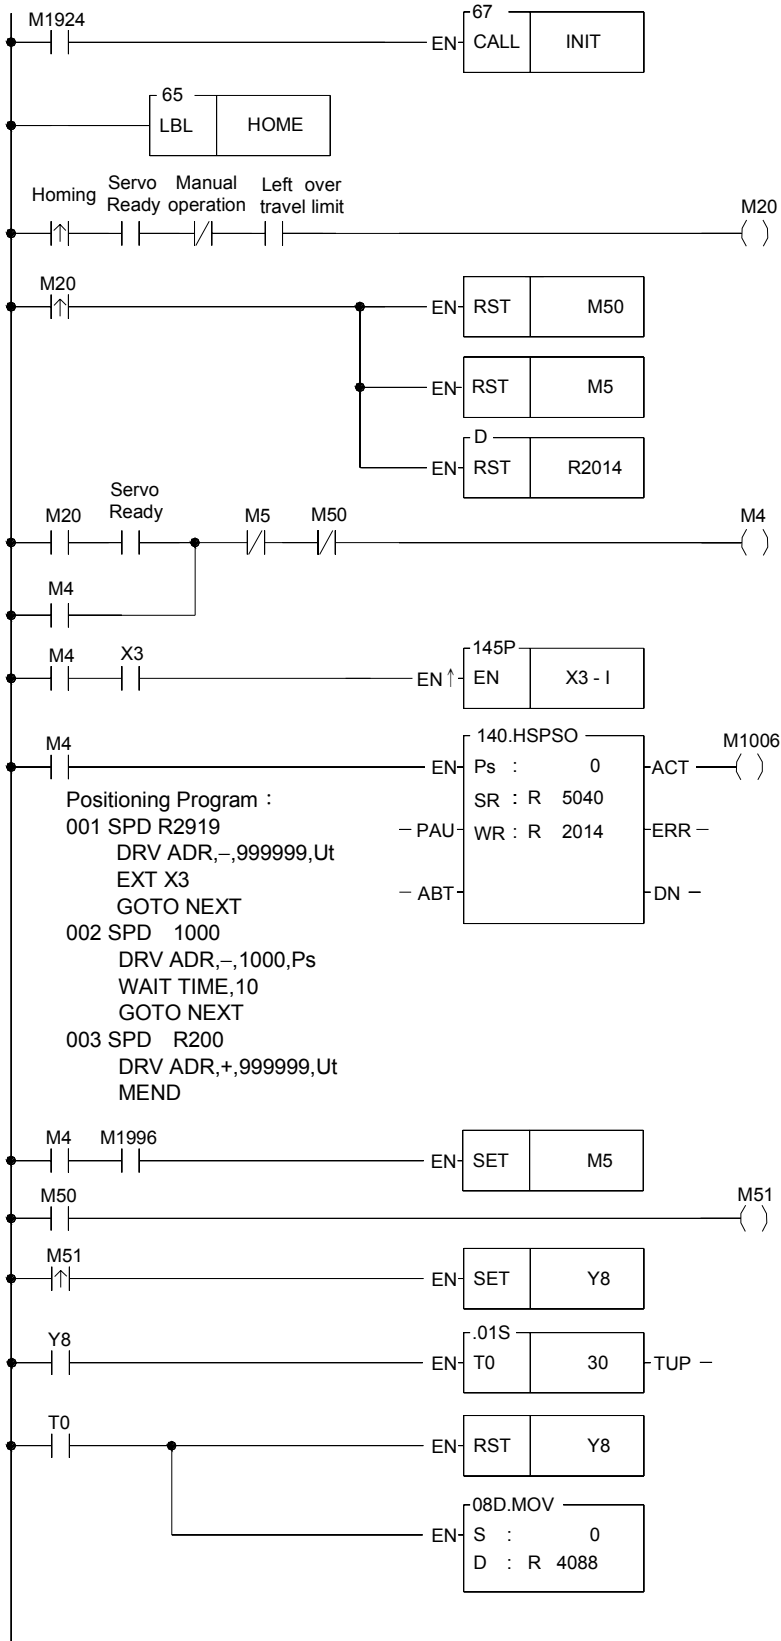 M1924
67
EN CALL INIT
65
LBL HOME
Homing Servo Ready Manual operation Left over travel limit M20
M20
EN RST M50
EN RST M5
D
EN RST R2014
M20 Servo Ready M5 M50 M4
M4
M4 X3
145P
EN↑ EN X3 - I
M4
140.HSPSO
M1006
EN Ps : 0 ACT
SR : R 5040
PAU WR : R 2014 ERR
ABT DN
Positioning Program：
001 SPD R2919
DRV ADR,–,999999,Ut
EXT X3
GOTO NEXT
002 SPD 1000
DRV ADR,–,1000,Ps
WAIT TIME,10
GOTO NEXT
003 SPD R200
DRV ADR,+,999999,Ut
MEND
M4 M1996
EN SET M5
M50 M51
M51
EN SET Y8
Y8
.01S
EN T0 30 TUP
T0
EN RST Y8
08D.MOV
EN S : 0
D : R 4088